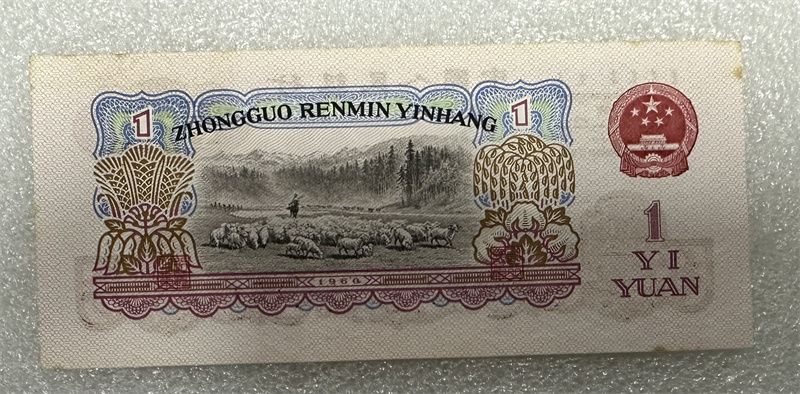 1
ZHONGGUO RENMIN YINHANG
1
1960
1
YI
YUAN